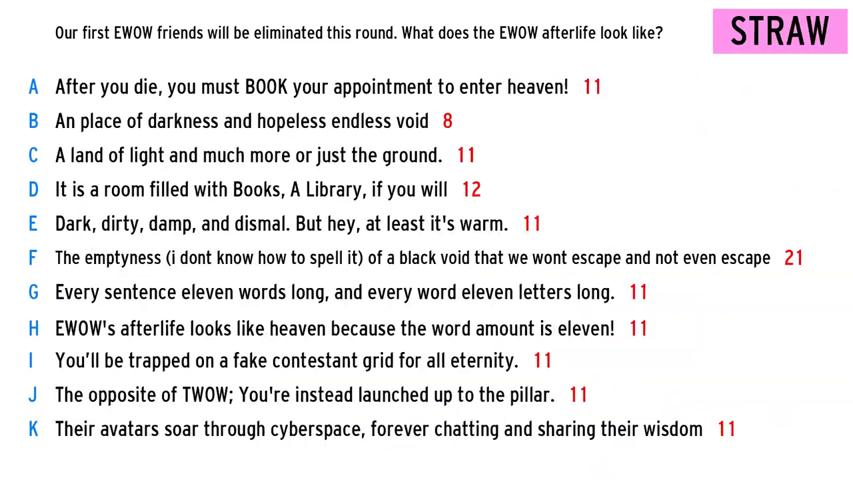 Our first EWOW friends will be eliminated this round. What does the EWOW afterlife look like?
STRAW
A After you die, you must BOOK your appointment to enter heaven! 11
B An place of darkness and hopeless endless void 8
C A land of light and much more or just the ground. 11
D It is a room filled with Books, A Library, if you will 12
E Dark, dirty, damp, and dismal. But hey, at least it's warm. 11
F The emptyness (i dont know how to spell it) of a black void that we wont escape and not even escape 21
G Every sentence eleven words long, and every word eleven letters long. 11
H EWOW's afterlife looks like heaven because the word amount is eleven! 11
I You’ll be trapped on a fake contestant grid for all eternity. 11
J The opposite of TWOW; You're instead launched up to the pillar. 11
K Their avatars soar through cyberspace, forever chatting and sharing their wisdom 11